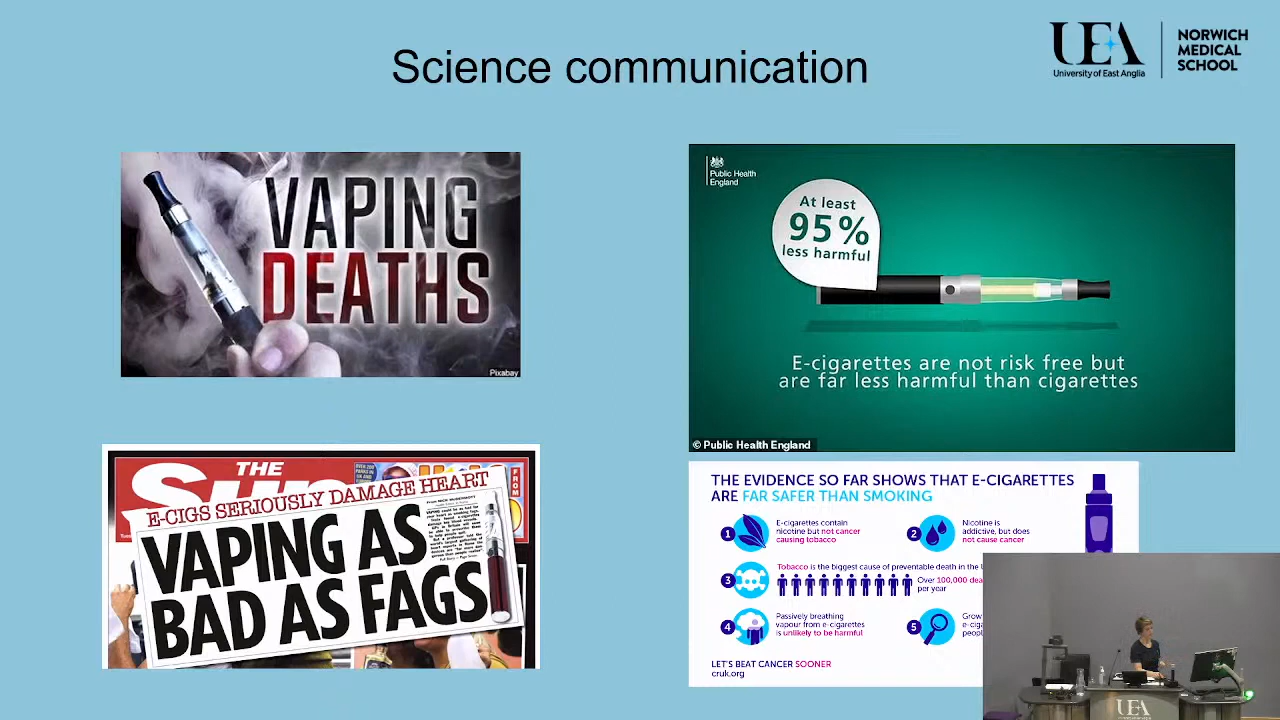 Science communication
UEA
University of East Anglia
NORWICH
MEDICAL
SCHOOL
VAPING
DEATHS
Pixabay
Public Health
England
At least
95%
less harmful
E-cigarettes are not risk free but
are far less harmful than cigarettes
© Public Health England
THE
Sun
E-CIGS SERIOUSLY DAMAGE HEART
VAPING AS
BAD AS FAGS
FROM
THE EVIDENCE SO FAR SHOWS THAT E-CIGARETTES
ARE FAR SAFER THAN SMOKING
1
E-cigarettes contain
nicotine but not cancer
causing tobacco
2
Nicotine is
addictive, but does
not cause cancer
3
Tobacco is the biggest cause of preventable death in the
Over 100,000
per year
4
Passively breathing
vapour from e-cigarettes
is unlikely to be harmful
5
LET'S BEAT CANCER SOONER
cruk.org
UEA